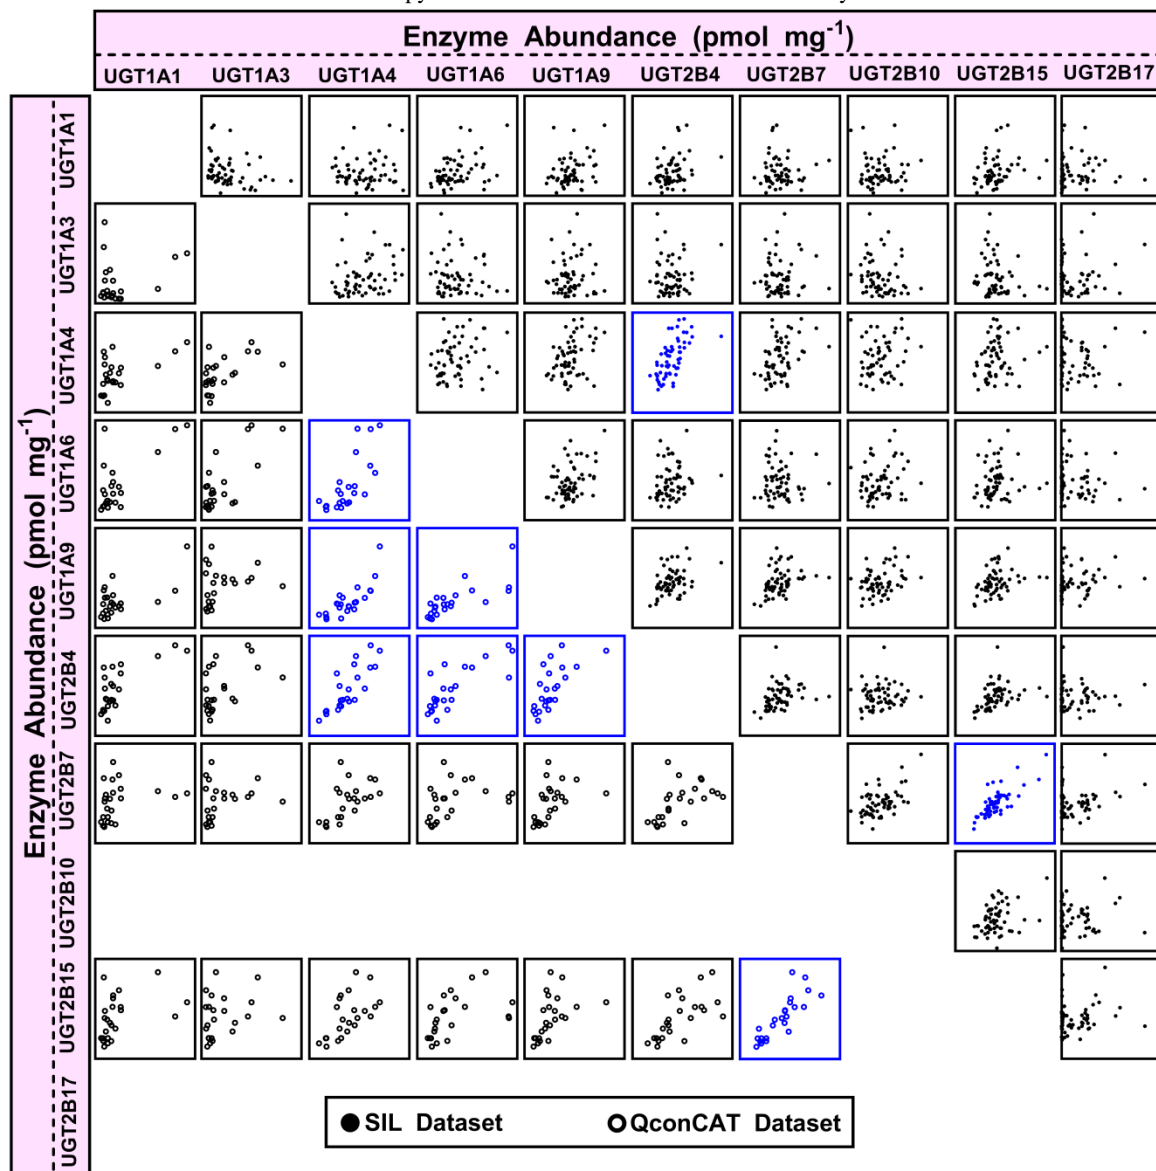 Enzyme Abundance (pmol mg-1)
UGT1A1 UGT1A3 UGT1A4 UGT1A6 UGT1A9 UGT2B4 UGT2B7 UGT2B10 UGT2B15 UGT2B17
Enzyme Abundance (pmol mg-1)
UGT1A1
UGT1A3
UGT1A4
UGT1A6
UGT1A9
UGT2B4
UGT2B7
UGT2B10
UGT2B15
UGT2B17
SIL Dataset QconCAT Dataset